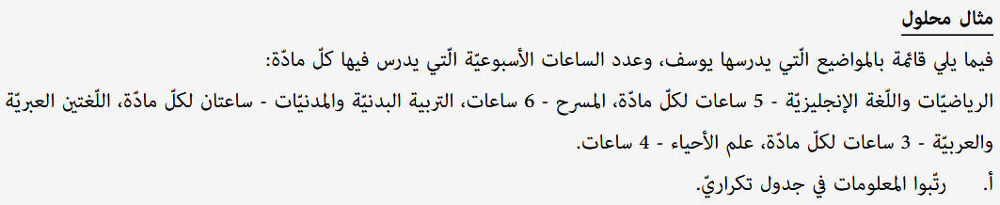 مثال محلول
فيما يلي قائمة بالمواضيع الّتي يدرسها يوسف، وعدد الساعات الأسبوعيّة الّتي يدرس فيها كلّ مادّة:
الرياضيّات واللّغة الإنجليزيّة - 5 ساعات لكلّ مادّة، المسرح - 6 ساعات، التربية البدنيّة والمدنيّات - ساعتان لكلّ مادّة، اللّغتين العبريّة
والعربيّة - 3 ساعات لكلّ مادّة، علم الأحياء - 4 ساعات.
أ. رتّبوا المعلومات في جدول تكراريّ.